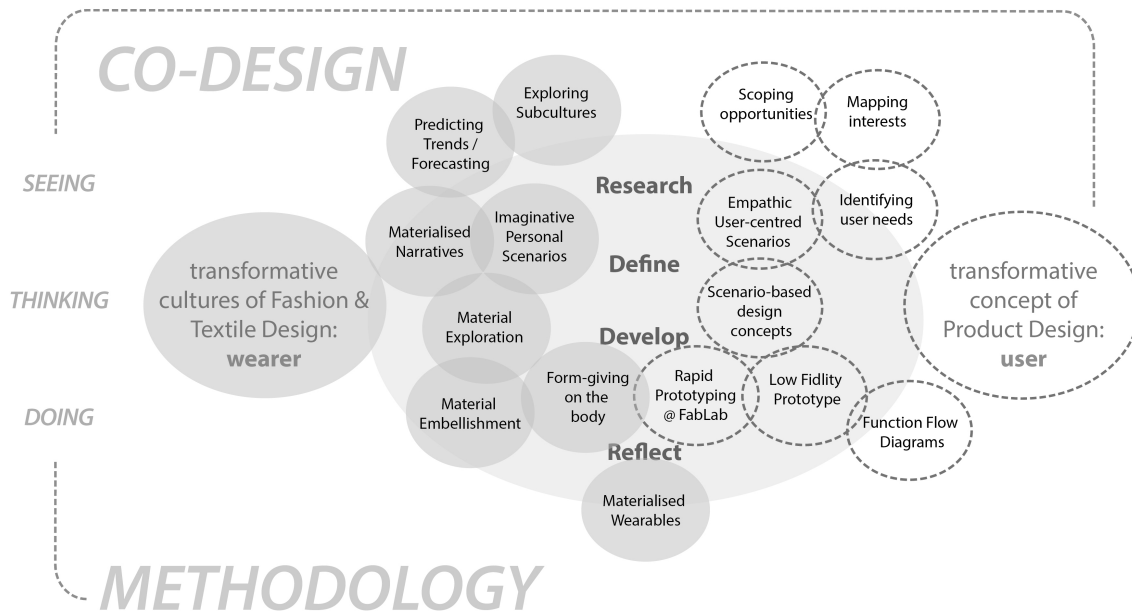 CO-DESIGN
SEEING
THINKING
DOING
transformative
cultures of Fashion &
Textile Design:
wearer
Predicting
Trends /
Forecasting
Exploring
Subcultures
Materialised
Narratives
Imaginative
Personal
Scenarios
Material
Exploration
Material
Embellishment
Form-giving
on the
body
Research
Define
Develop
Reflect
Materialised
Wearables
Scoping
opportunities
Mapping
interests
Empathic
User-centred
Scenarios
Identifying
user needs
Scenario-based
design
concepts
Rapid
Prototyping
@ FabLab
Low Fidlity
Prototype
Function Flow
Diagrams
transformative
concept of
Product Design:
user
METHODOLOGY